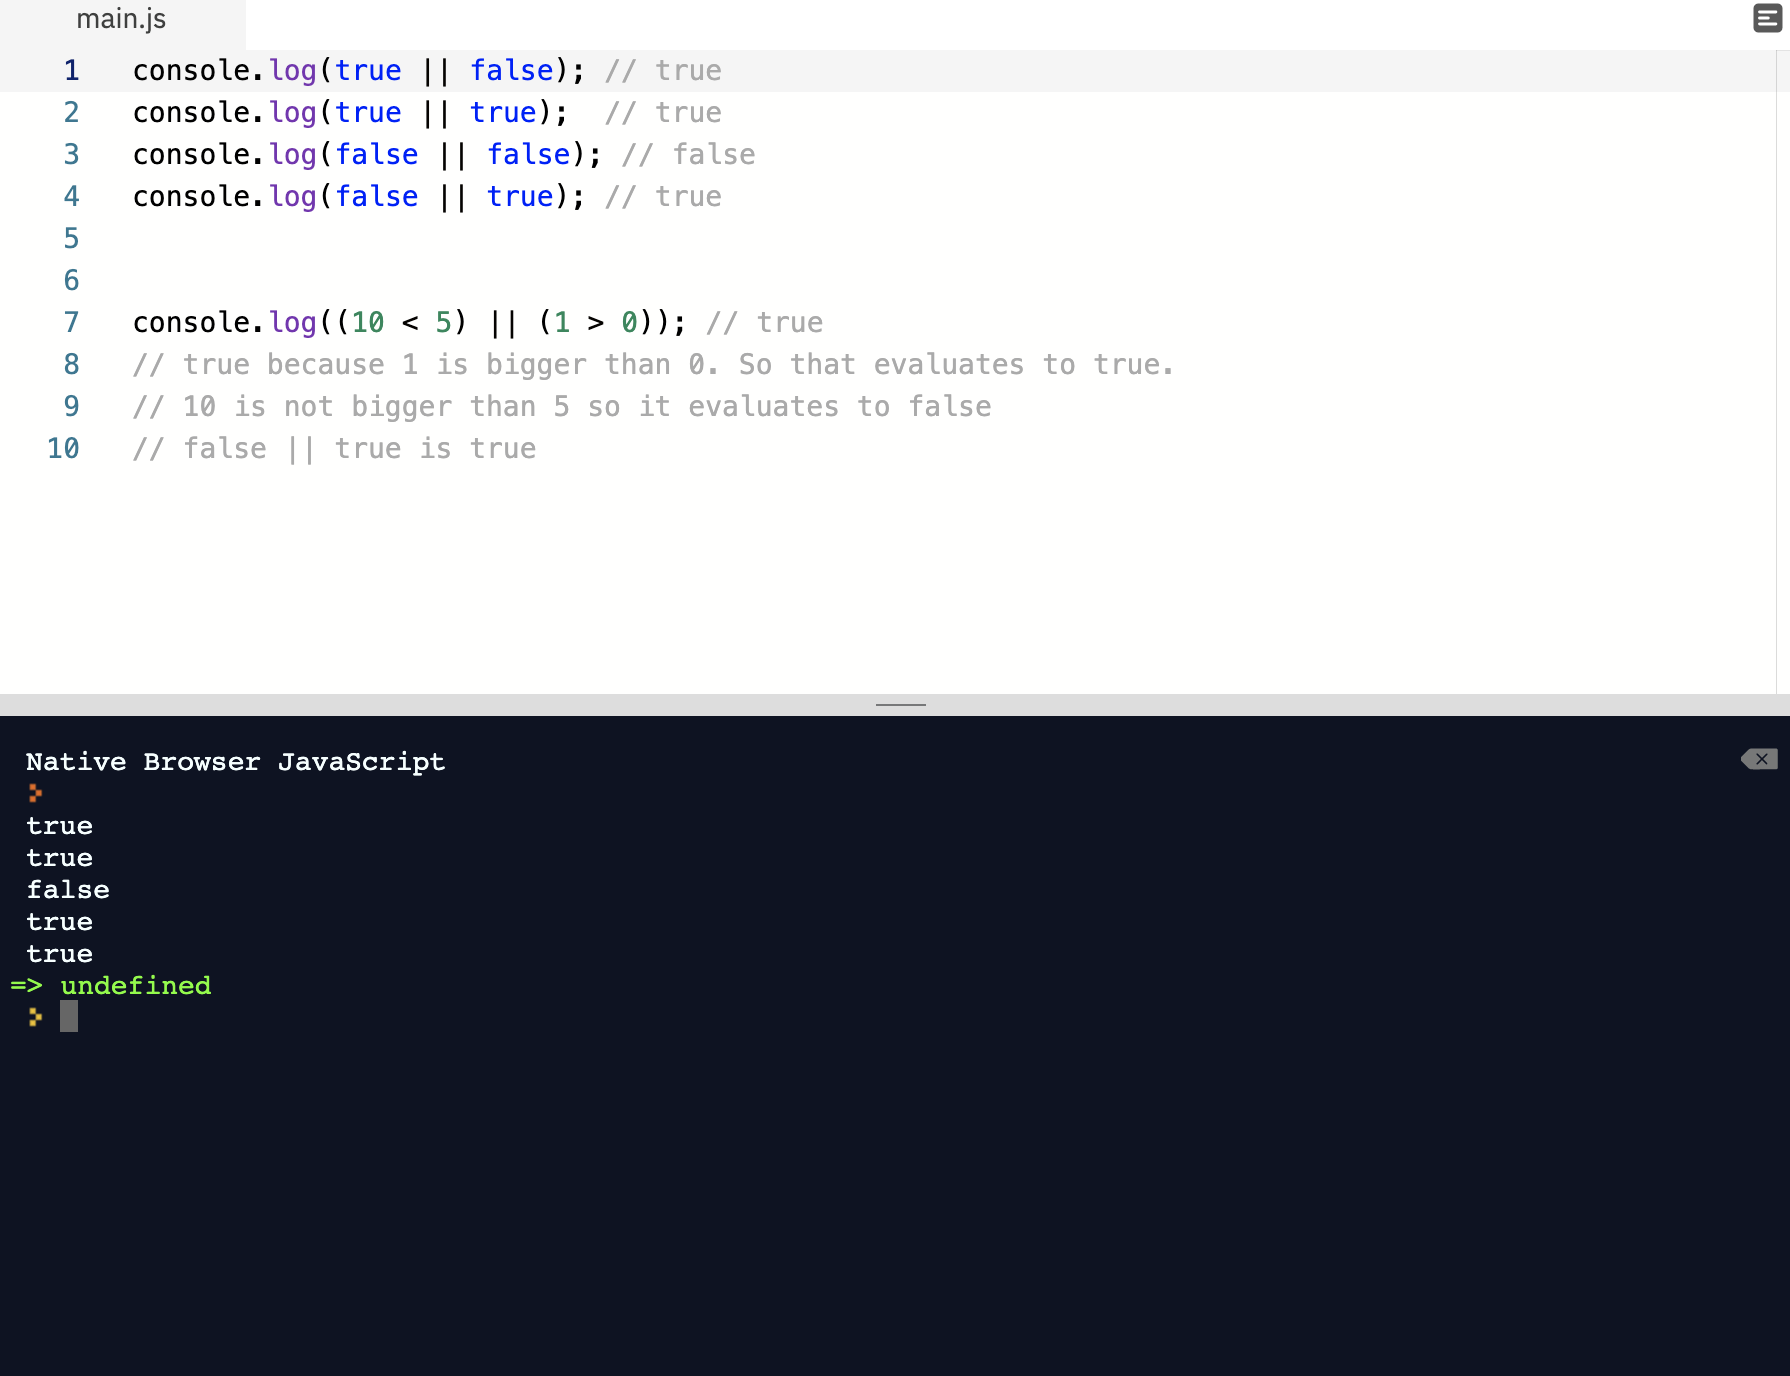 main.js
1 console.log(true || false); // true
2 console.log(true || true);  // true
3 console.log(false || false); // false
4 console.log(false || true); // true
5
6
7 console.log((10 < 5) || (1 > 0)); // true
8 // true because 1 is bigger than 0. So that evaluates to true.
9 // 10 is not bigger than 5 so it evaluates to false
10 // false || true is true
Native Browser JavaScript
true
true
false
true
true
=> undefined